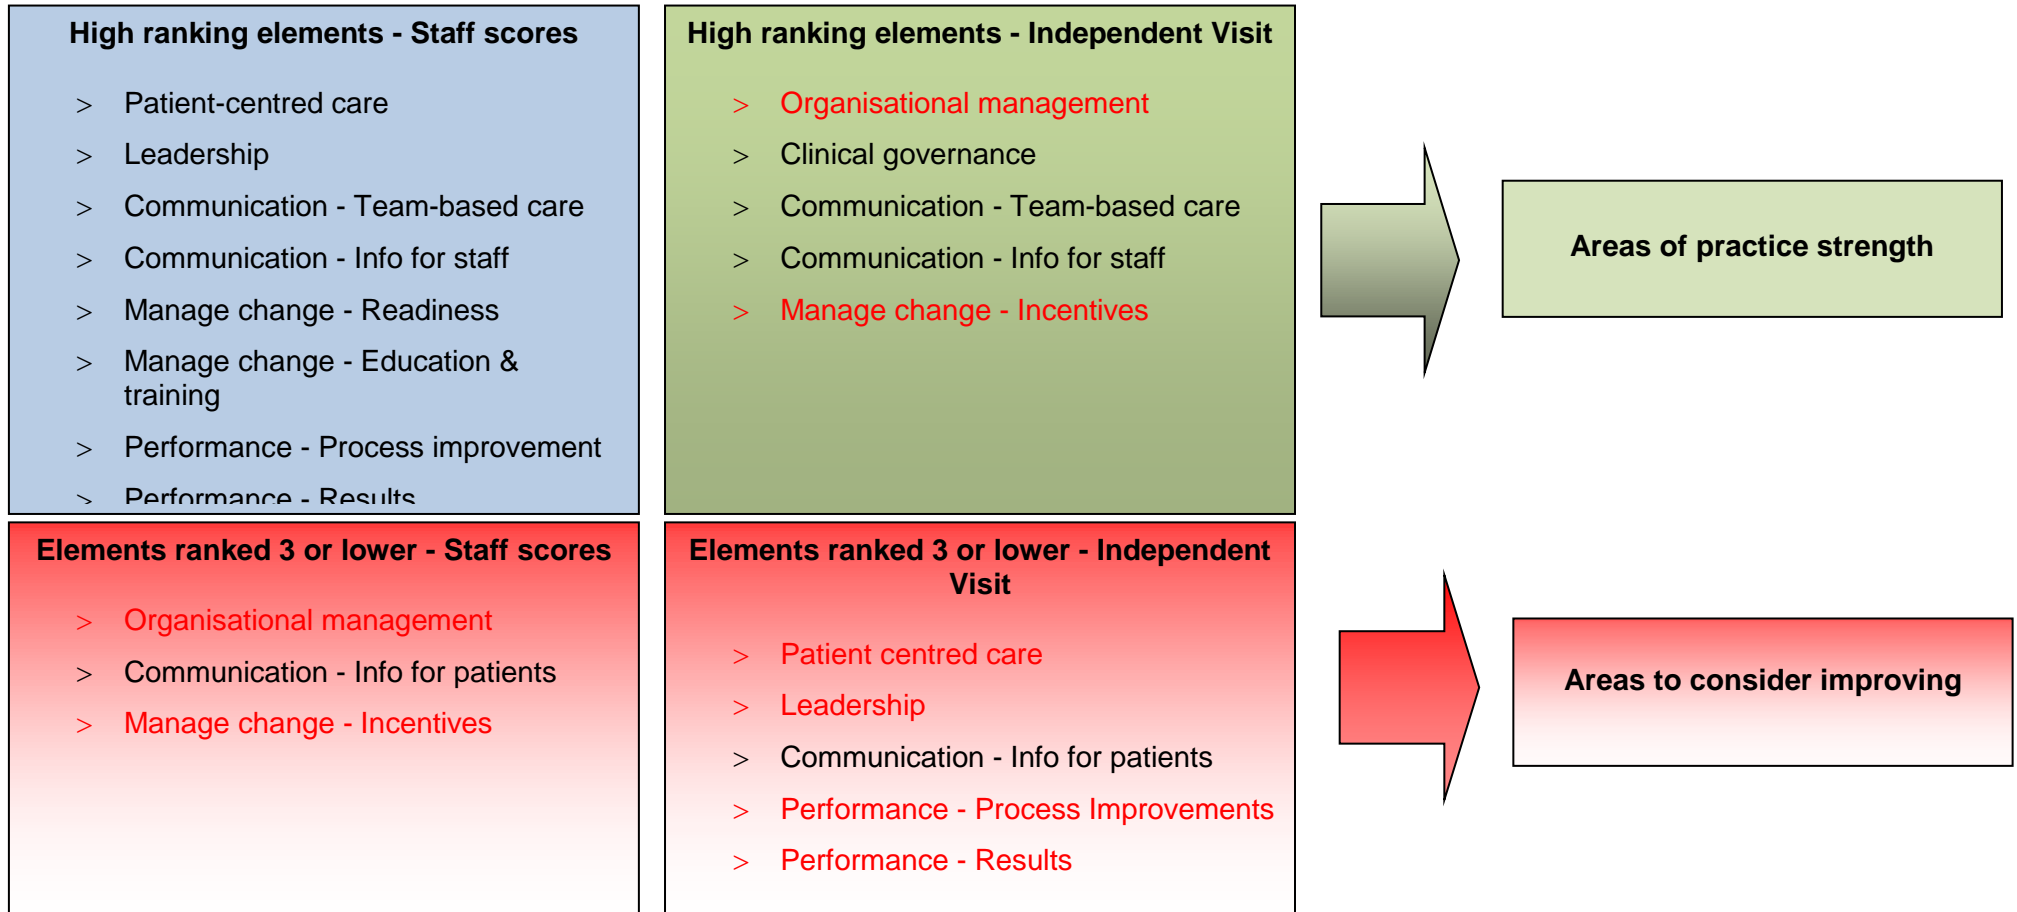 High ranking elements - Staff scores
> Patient-centred care
> Leadership
> Communication - Team-based care
> Communication - Info for staff
> Manage change - Readiness
> Manage change - Education &
training
> Performance - Process improvement
> Performance - Results
High ranking elements - Independent Visit
> Organisational management
> Clinical governance
> Communication - Team-based care
> Communication - Info for staff
> Manage change - Incentives
Areas of practice strength
Elements ranked 3 or lower - Staff scores
> Organisational management
> Communication - Info for patients
> Manage change - Incentives
Elements ranked 3 or lower - Independent
Visit
> Patient centred care
> Leadership
> Communication - Info for patients
> Performance - Process Improvements
> Performance - Results
Areas to consider improving